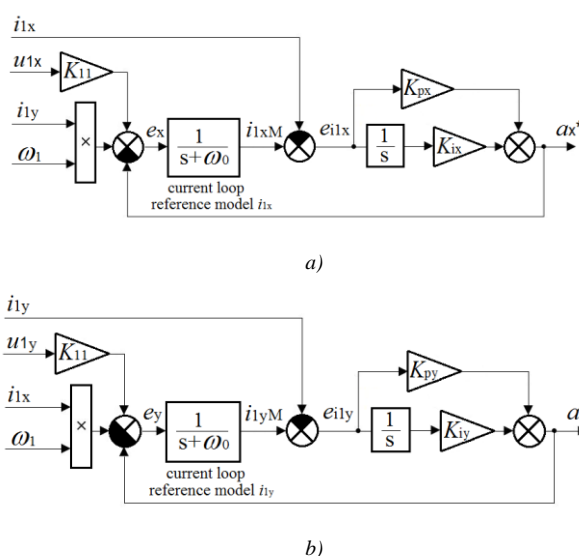 i1x
u1x K11 Kpx
i1y ex 1 i1xM ei1x 1 Kix ax*
ω1 × s+ω0 s
current loop
reference model i1x
a)
i1y
u1y K11 Kpy
i1x ey 1 i1yM ei1y 1 Kiy a
ω1 × s+ω0 s
current loop
reference model i1y
b)